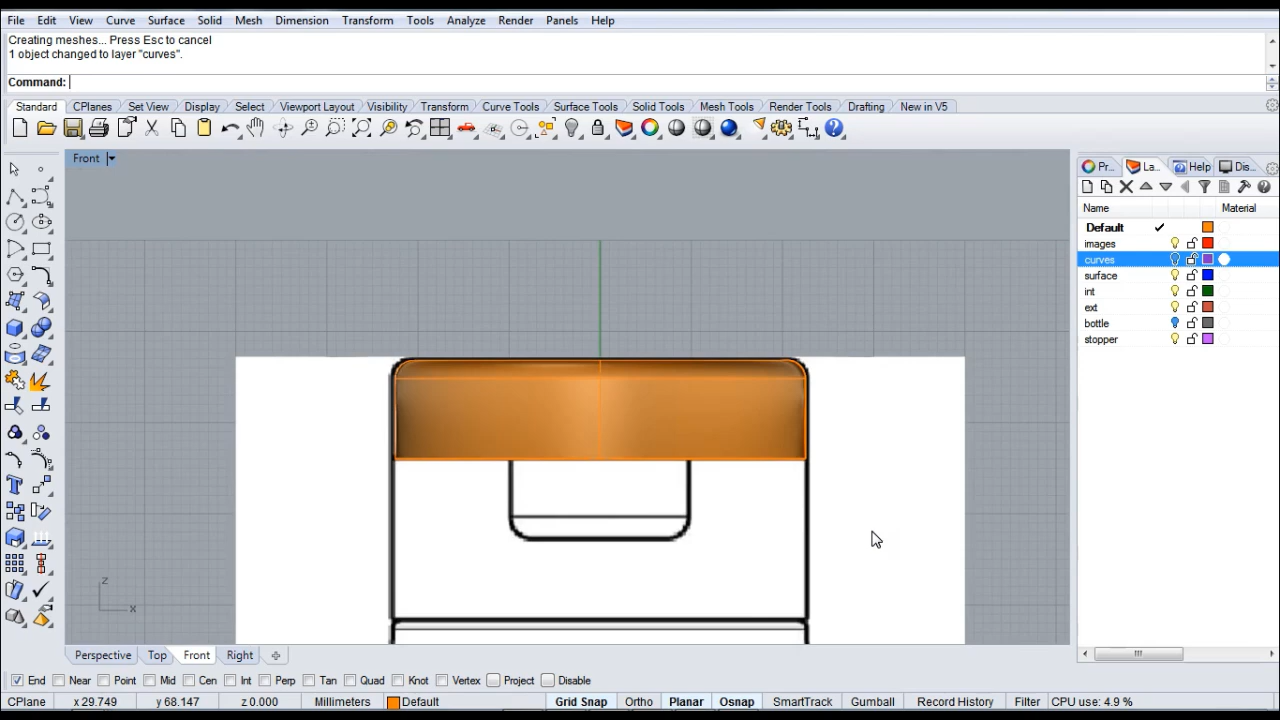 File Edit View Curve Surface Solid Mesh Dimension Transform Tools Analyze Render Panels Help
Creating meshes... Press Esc to cancel
1 object changed to layer "curves".
Command:
Standard CPlanes Set View Display Select Viewport Layout Visibility Transform Curve Tools Surface Tools Solid Tools Mesh Tools Render Tools Drafting New in V5
Front
Pr... La... Help Dis...
Name Material
Default
images
curves
surface
int
ext
bottle
stopper
z
x
Perspective Top Front Right
End Near Point Mid Cen Int Perp Tan Quad Knot Vertex Project Disable
CPlane x 29.749 y 68.147 z 0.000 Millimeters Default Grid Snap Ortho Planar Osnap SmartTrack Gumball Record History Filter CPU use: 4.9 %